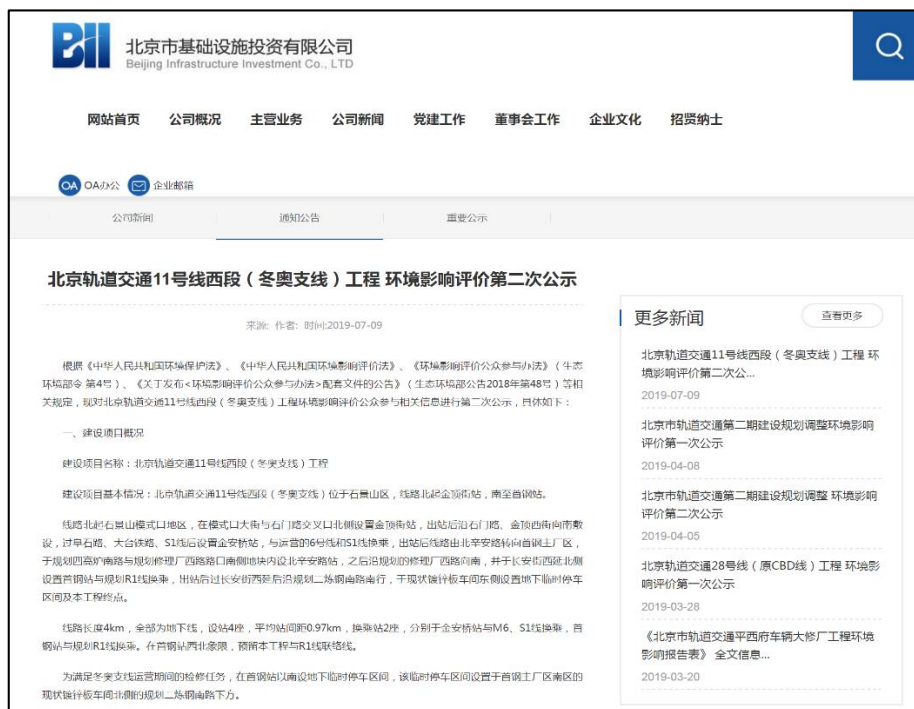 BII
北京市基础设施投资有限公司
Beijing Infrastructure Investment Co., LTD
网站首页 公司概况 主营业务 公司新闻 党建工作 董事会工作 企业文化 招贤纳士
OA OA办公 企业邮箱
公司新闻 通知公告 重要公示
北京轨道交通11号线西段（冬奥支线）工程 环境影响评价第二次公示
来源: 作者: 时间:2019-07-09
根据《中华人民共和国环境保护法》、《中华人民共和国环境影响评价法》、《环境影响评价公众参与办法》（生态
环境部令 第4号）、《关于发布<环境影响评价公众参与办法>配套文件的公告》（生态环境部公告2018年第48号）等相
关规定，现对北京轨道交通11号线西段（冬奥支线）工程环境影响评价公众参与相关信息进行第二次公示，具体如下：
一、建设项目概况
建设项目名称：北京轨道交通11号线西段（冬奥支线）工程
建设项目基本情况：北京轨道交通11号线西段（冬奥支线）位于石景山区，线路北起金顶街站，南至首钢站。
线路北起石景山模式口地区，在模式口大街与石门路交叉口北侧设置金顶街站，出站后沿石门路、金顶西街向南敷
设，过阜石路、大台铁路、S1线后设置金安桥站，与运营的6号线和S1线换乘，出站后线路由北辛安路转向首钢主厂区，
于规划四高炉南路与规划修理厂西路路口南侧地块内设北辛安路站，之后沿规划的修理厂西路向南，并于长安街西延北侧
设置首钢站与规划R1线换乘，出站后过长安街西延后沿规划二炼钢南路南行，于现状镀锌板车间东侧设置地下临时停车
区间及本工程终点。
线路长度4km，全部为地下线，设站4座，平均站间距0.97km，换乘站2座，分别于金安桥站与M6、S1线换乘，首
钢站与规划R1线换乘。在首钢站西北象限，预留本工程与R1线联络线。
为满足冬奥支线运营期间的检修任务，在首钢站以南设地下临时停车区间，该临时停车区间设置于首钢主厂区南区的
现状镀锌板车间北侧的规划二炼钢南路下方。
更多新闻 查看更多
北京轨道交通11号线西段（冬奥支线）工程 环
境影响评价第二次公...
2019-07-09
北京市轨道交通第二期建设规划调整环境影响
评价第一次公示
2019-04-08
北京市轨道交通第二期建设规划调整 环境影响
评价第二次公示
2019-04-05
北京轨道交通28号线（原CBD线）工程 环境影
响评价第一次公示
2019-03-28
《北京市轨道交通平西府车辆大修厂工程环境
影响报告表》 全文信息...
2019-03-20